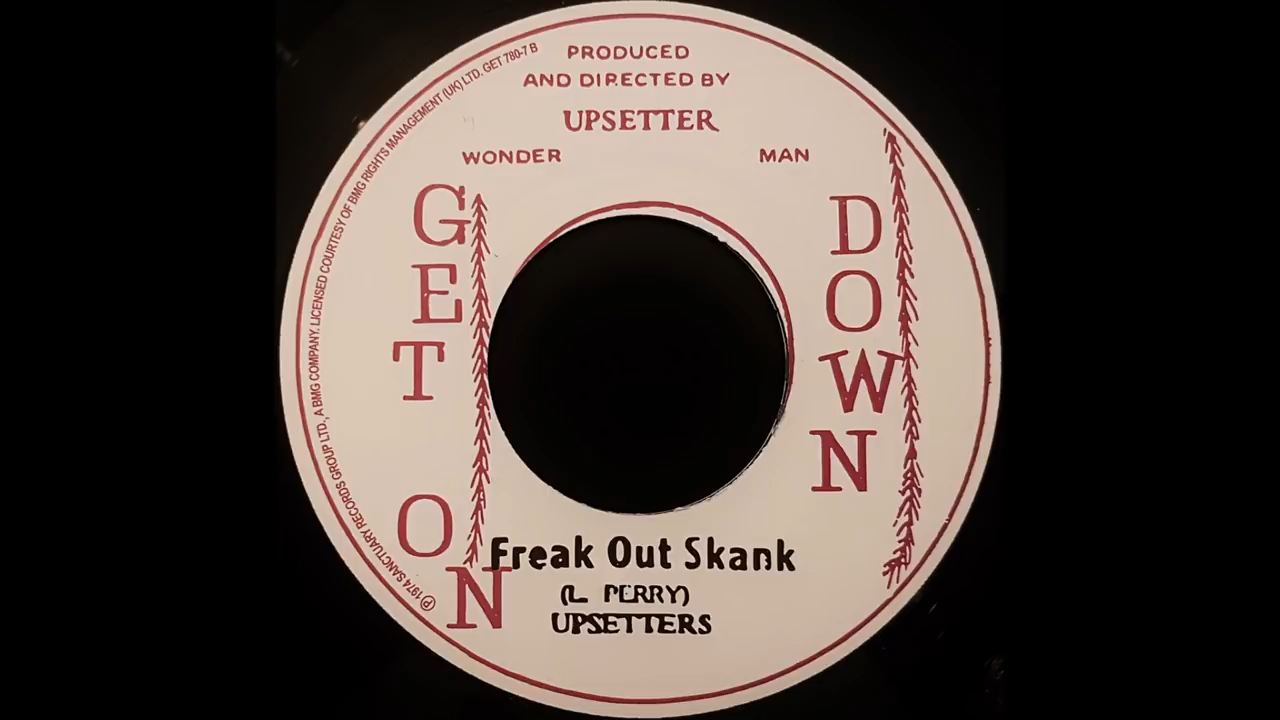 PRODUCED
AND DIRECTED BY
UPSETTER
WONDER MAN
GET ON
DOWN
Freak Out Skank
(L. PERRY)
UPSETTERS
℗ 1974 SANCTUARY RECORDS GROUP LTD., A BMG COMPANY. LICENSED COURTESY OF BMG RIGHTS MANAGEMENT (UK) LTD. GET 780-7 B